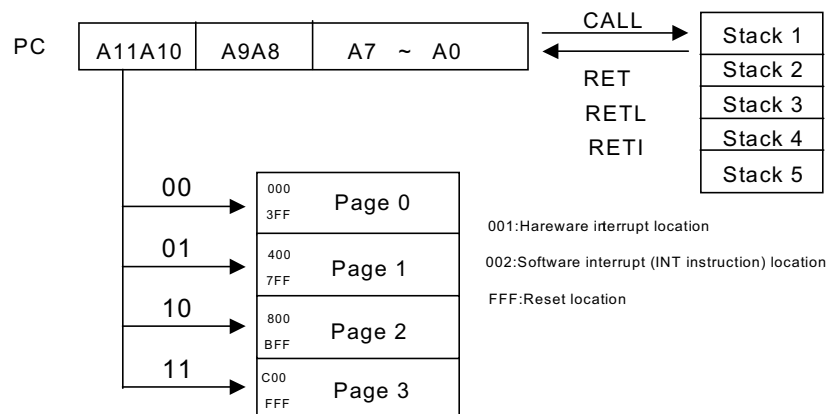 PC
A11A10 A9A8 A7 ~ A0
CALL
RET
RETL
RETI
Stack 1
Stack 2
Stack 3
Stack 4
Stack 5
00
000
3FF
Page 0
01
400
7FF
Page 1
10
800
BFF
Page 2
11
C00
FFF
Page 3
001:Hareware interrupt location
002:Software interrupt (INT instruction) location
FFF:Reset location